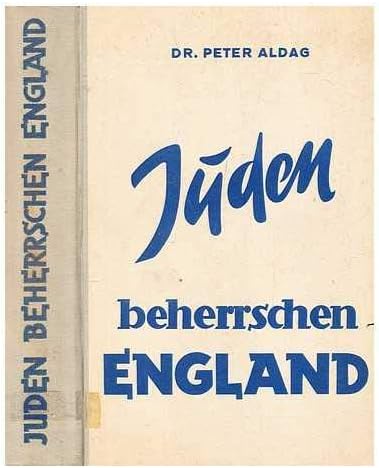 JUDEN BEHERRSCHEN ENGLAND
DR. PETER ALDAG
Juden
beherrschen
ENGLAND